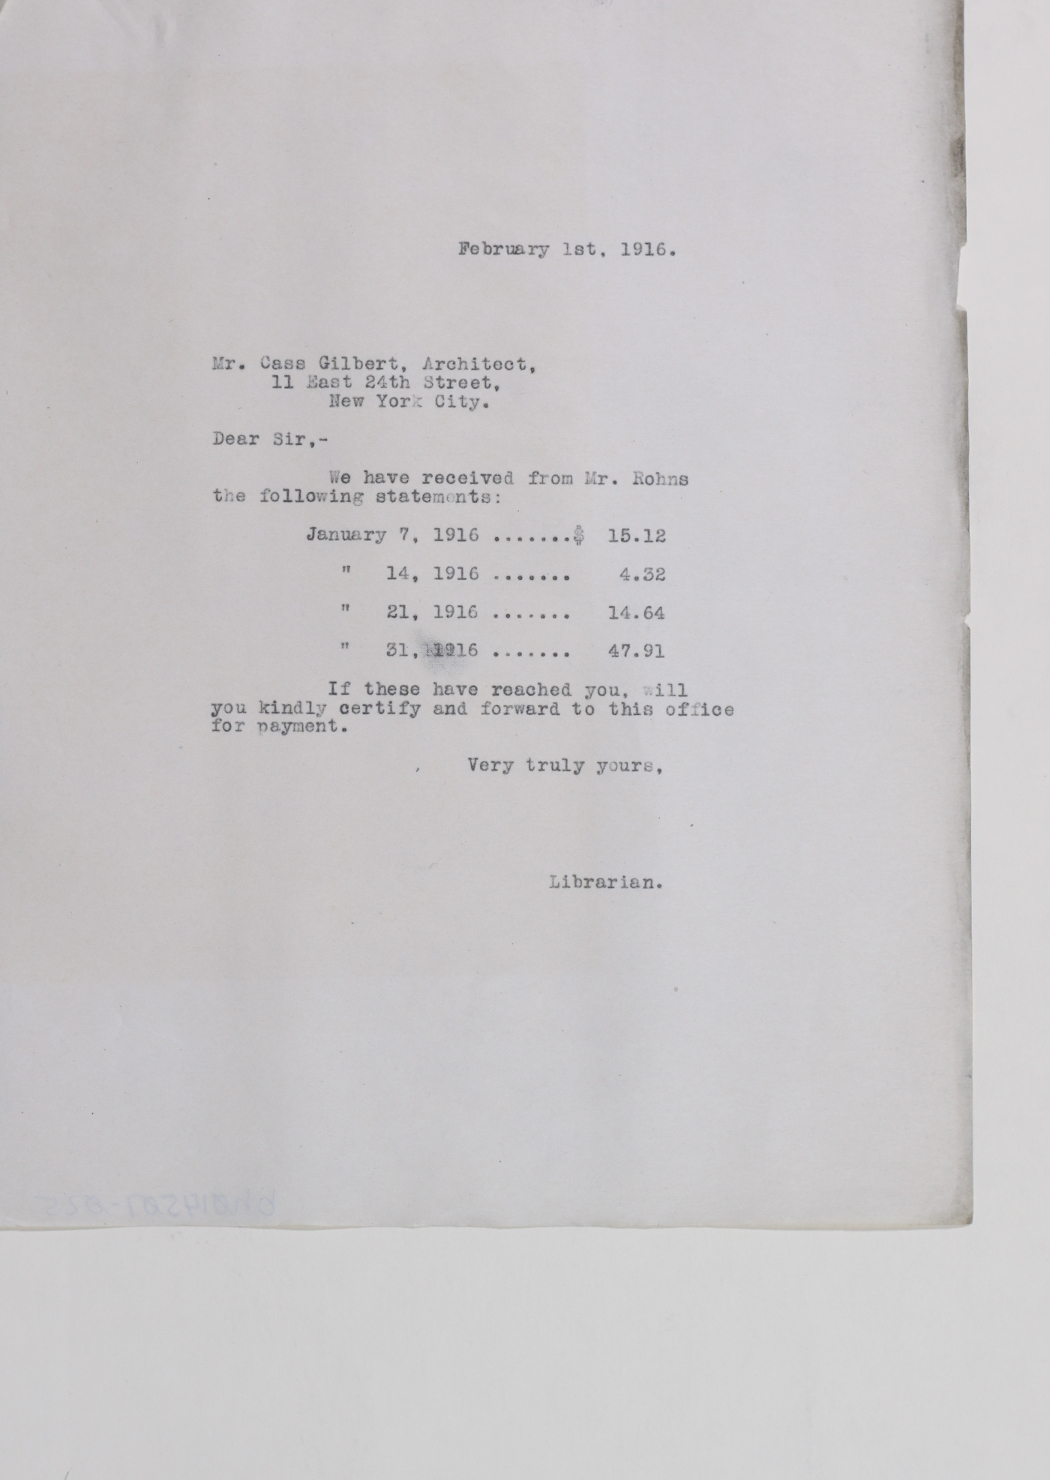 February 1st, 1916.
Mr. Cass Gilbert, Architect,
11 East 24th Street,
New York City.
Dear Sir,-
We have received from Mr. Rohns
the following statements:
January 7, 1916 .......$ 15.12
" 14, 1916 ....... 4.32
" 21, 1916 ....... 14.64
" 31, 1916 ....... 47.91
If these have reached you, will
you kindly certify and forward to this office
for payment.
Very truly yours,
Librarian.